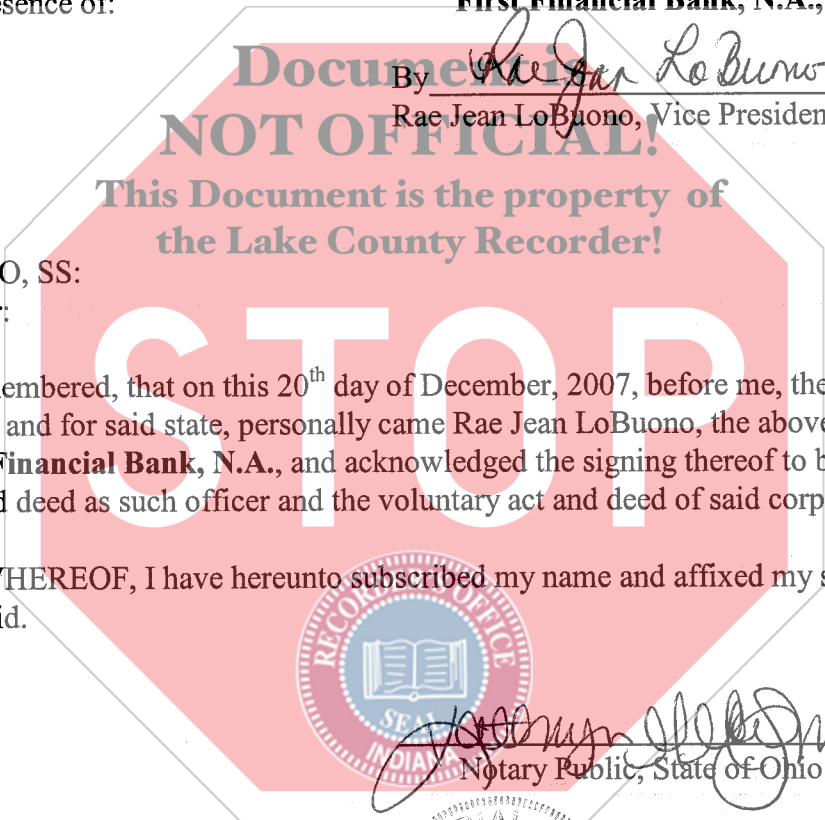 esence of:
First Financial Bank, N.A.,
Document is
By Rae Jean LoBuono
NOT OFFICIAL!
Rae Jean LoBuono, Vice Presiden
This Document is the property of
the Lake County Recorder!
O, SS:
r:
STOP
embered, that on this 20th day of December, 2007, before me, the
and for said state, personally came Rae Jean LoBuono, the above
Financial Bank, N.A., and acknowledged the signing thereof to b
d deed as such officer and the voluntary act and deed of said corp
HEREOF, I have hereunto subscribed my name and affixed my s
id.
RECORDER'S OFFICE
SEAL
INDIANA
Notary Public, State of Ohio